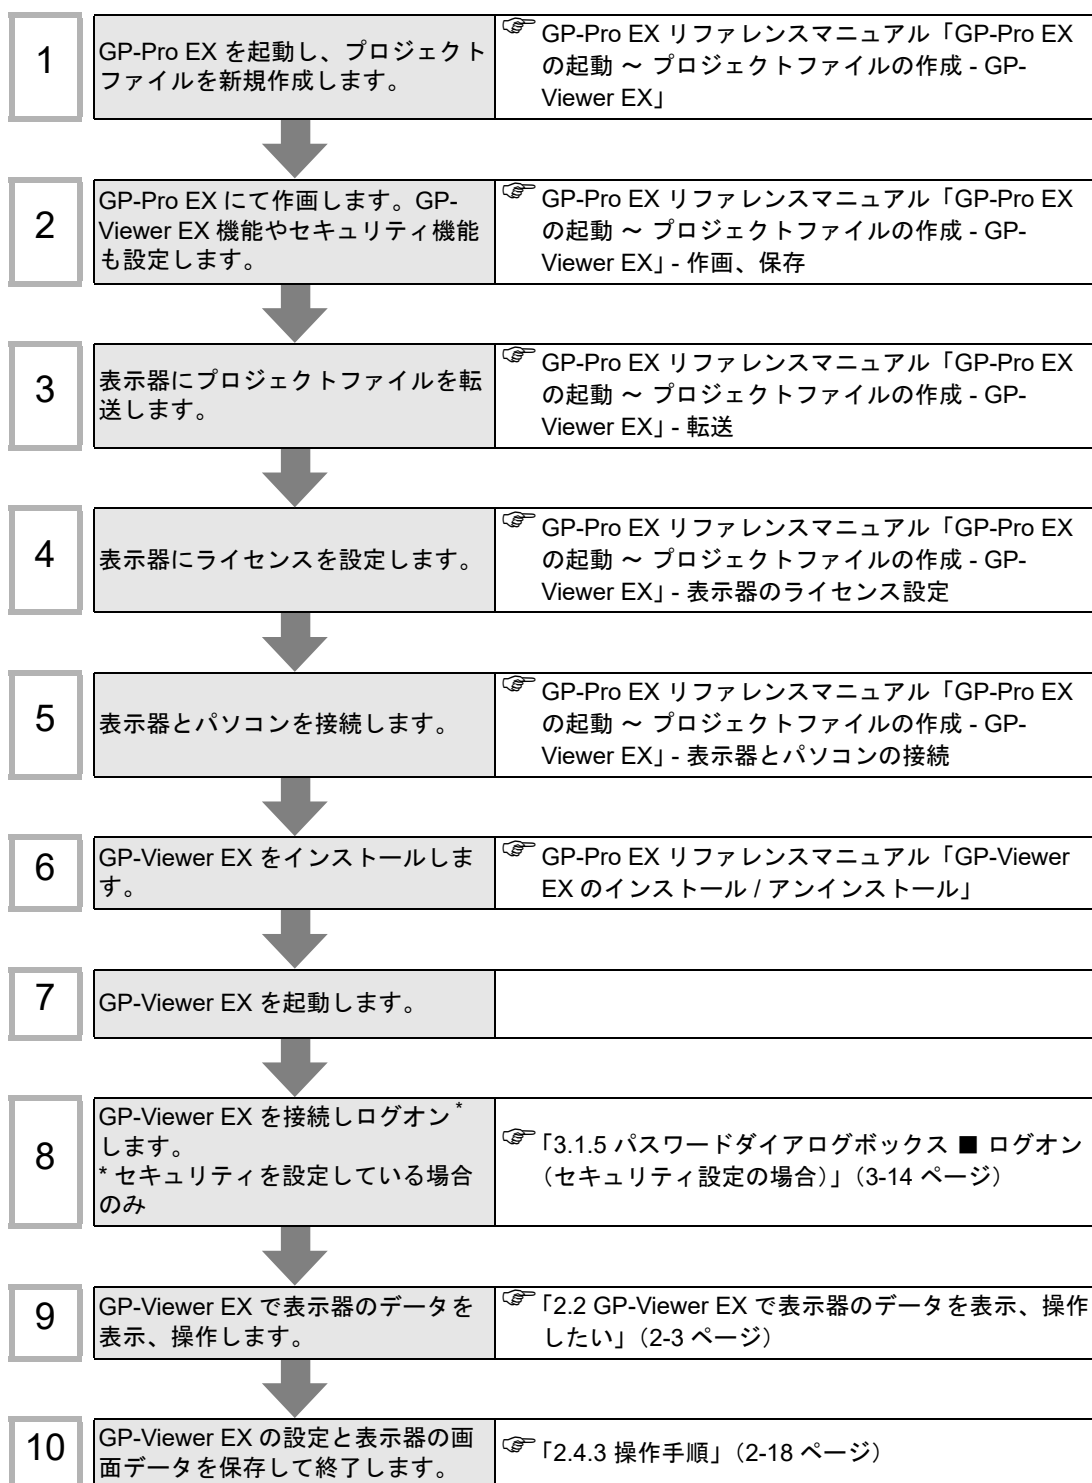 1
GP-Pro EX を起動し、プロジェクト
ファイルを新規作成します。
GP-Pro EX リファレンスマニュアル「GP-Pro EX
の起動 ～ プロジェクトファイルの作成 - GP-
Viewer EX」
2
GP-Pro EX にて作画します。GP-
Viewer EX 機能やセキュリティ機能
も設定します。
GP-Pro EX リファレンスマニュアル「GP-Pro EX
の起動 ～ プロジェクトファイルの作成 - GP-
Viewer EX」- 作画、保存
3
表示器にプロジェクトファイルを転
送します。
GP-Pro EX リファレンスマニュアル「GP-Pro EX
の起動 ～ プロジェクトファイルの作成 - GP-
Viewer EX」- 転送
4
表示器にライセンスを設定します。
GP-Pro EX リファレンスマニュアル「GP-Pro EX
の起動 ～ プロジェクトファイルの作成 - GP-
Viewer EX」- 表示器のライセンス設定
5
表示器とパソコンを接続します。
GP-Pro EX リファレンスマニュアル「GP-Pro EX
の起動 ～ プロジェクトファイルの作成 - GP-
Viewer EX」- 表示器とパソコンの接続
6
GP-Viewer EX をインストールしま
す。
GP-Pro EX リファレンスマニュアル「GP-Viewer
EX のインストール / アンインストール」
7
GP-Viewer EX を起動します。
8
GP-Viewer EX を接続しログオン*
します。
* セキュリティを設定している場合
のみ
「3.1.5 パスワードダイアログボックス ■ ログオン
（セキュリティ設定の場合）」（3-14 ページ）
9
GP-Viewer EX で表示器のデータを
表示、操作します。
「2.2 GP-Viewer EX で表示器のデータを表示、操作
したい」（2-3 ページ）
10
GP-Viewer EX の設定と表示器の画
面データを保存して終了します。
「2.4.3 操作手順」（2-18 ページ）